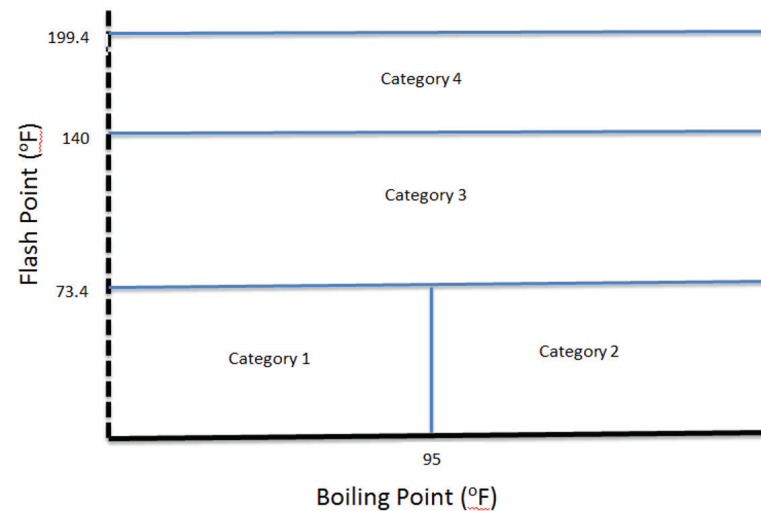 199.4
Category 4
140
Flash Point (°F)
Category 3
73.4
Category 1
Category 2
95
Boiling Point (°F)